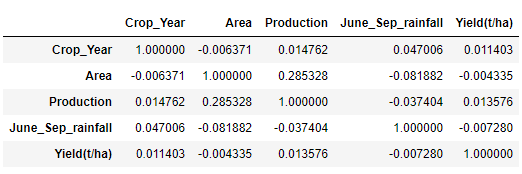 Crop_Year Area Production June_Sep_rainfall Yield(t/ha)
Crop_Year 1.000000 -0.006371 0.014762 0.047006 0.011403
Area -0.006371 1.000000 0.285328 -0.081882 -0.004335
Production 0.014762 0.285328 1.000000 -0.037404 0.013576
June_Sep_rainfall 0.047006 -0.081882 -0.037404 1.000000 -0.007280
Yield(t/ha) 0.011403 -0.004335 0.013576 -0.007280 1.000000